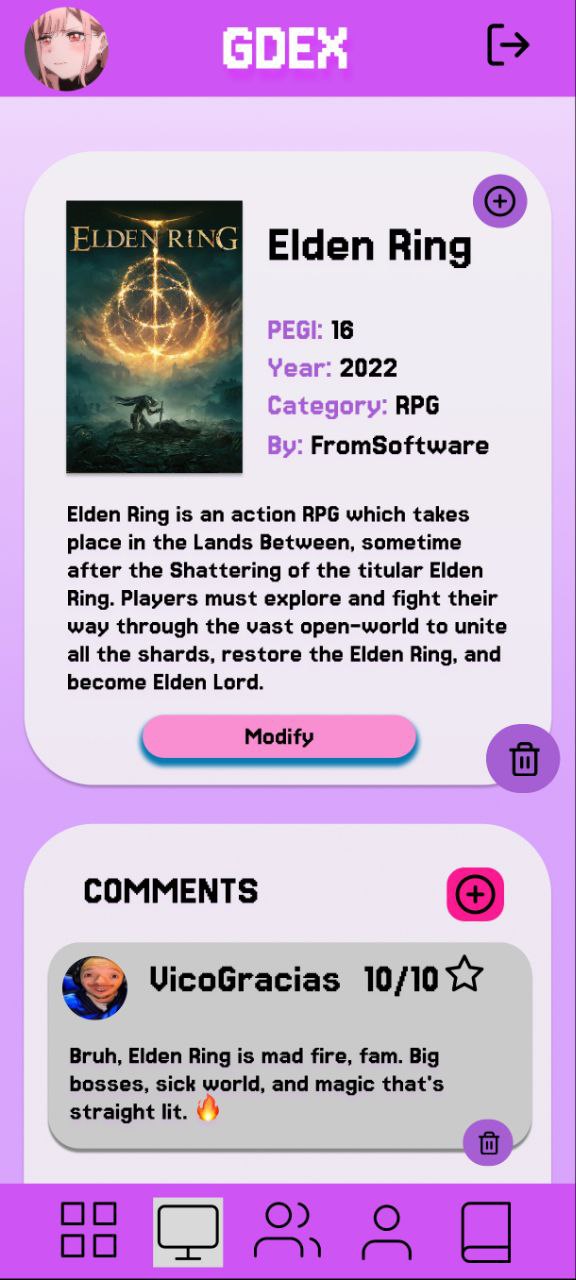 GDEX
ELDEN RING
Elden Ring
PEGI: 16
Year: 2022
Category: RPG
By: FromSoftware
Elden Ring is an action RPG which takes
place in the Lands Between, sometime
after the Shattering of the titular Elden
Ring. Players must explore and fight their
way through the vast open-world to unite
all the shards, restore the Elden Ring, and
become Elden Lord.
Modify
COMMENTS
VicoGracias 10/10
Bruh, Elden Ring is mad fire, fam. Big
bosses, sick world, and magic that's
straight lit. 🔥